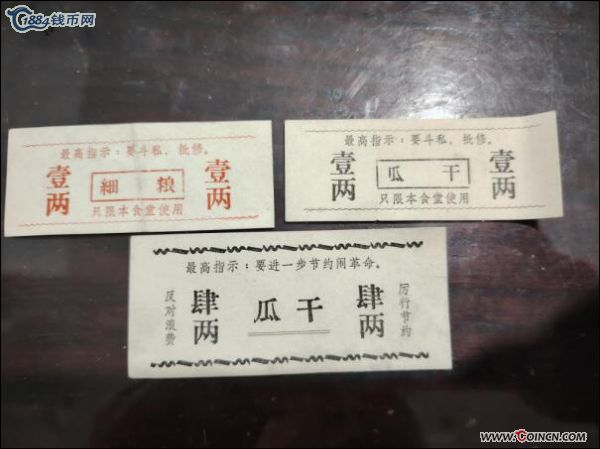 1884钱币网
最高指示：要斗私，批修。
壹两
细粮
壹两
只限本食堂使用
最高指示：要斗私，批修。
壹两
瓜干
壹两
只限本食堂使用
最高指示：要进一步节约闹革命。
反对浪费
肆两
瓜干
肆两
厉行节约
www.COINCN.com